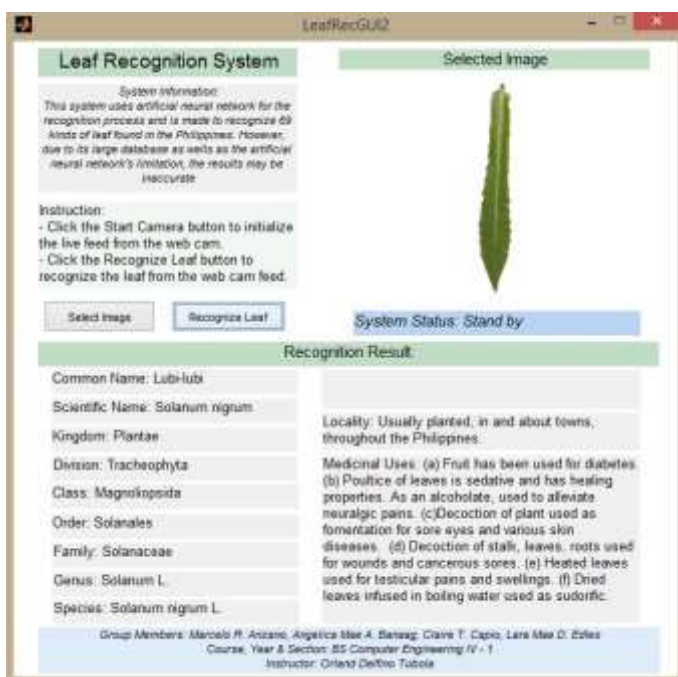 LeafRecGUI2
Leaf Recognition System
System Information:
This system uses artificial neural network for the
recognition process and is made to recognize 69
kinds of leaf found in the Philippines. However,
due to its large database as wells as the artificial
neural network's limitation, the results may be
inaccurate
Instruction:
- Click the Start Camera button to initialize
the live feed from the web cam.
- Click the Recognize Leaf button to
recognize the leaf from the web cam feed.
Select Image
Recognize Leaf
Selected Image
System Status: Stand by
Recognition Result:
Common Name: Lubi-lubi
Scientific Name: Solanum nigrum
Kingdom: Plantae
Division: Tracheophyta
Class: Magnoliopsida
Order: Solanales
Family: Solanaceae
Genus: Solanum L.
Species: Solanum nigrum L.
Locality: Usually planted, in and about towns,
throughout the Philippines.
Medicinal Uses: (a) Fruit has been used for diabetes.
(b) Poultice of leaves is sedative and has healing
properties. As an alcoholate, used to alleviate
neuralgic pains. (c)Decoction of plant used as
fomentation for sore eyes and various skin
diseases. (d) Decoction of stalk, leaves, roots used
for wounds and cancerous sores. (e) Heated leaves
used for testicular pains and swellings. (f) Dried
leaves infused in boiling water used as sudorific.
Group Members: Marcelo R. Anzano, Angelica Mae A. Banaag, Claire T. Capio, Lara Mae D. Edles
Course, Year & Section: BS Computer Engineering IV - 1
Instructor: Orland Delfino Tubola